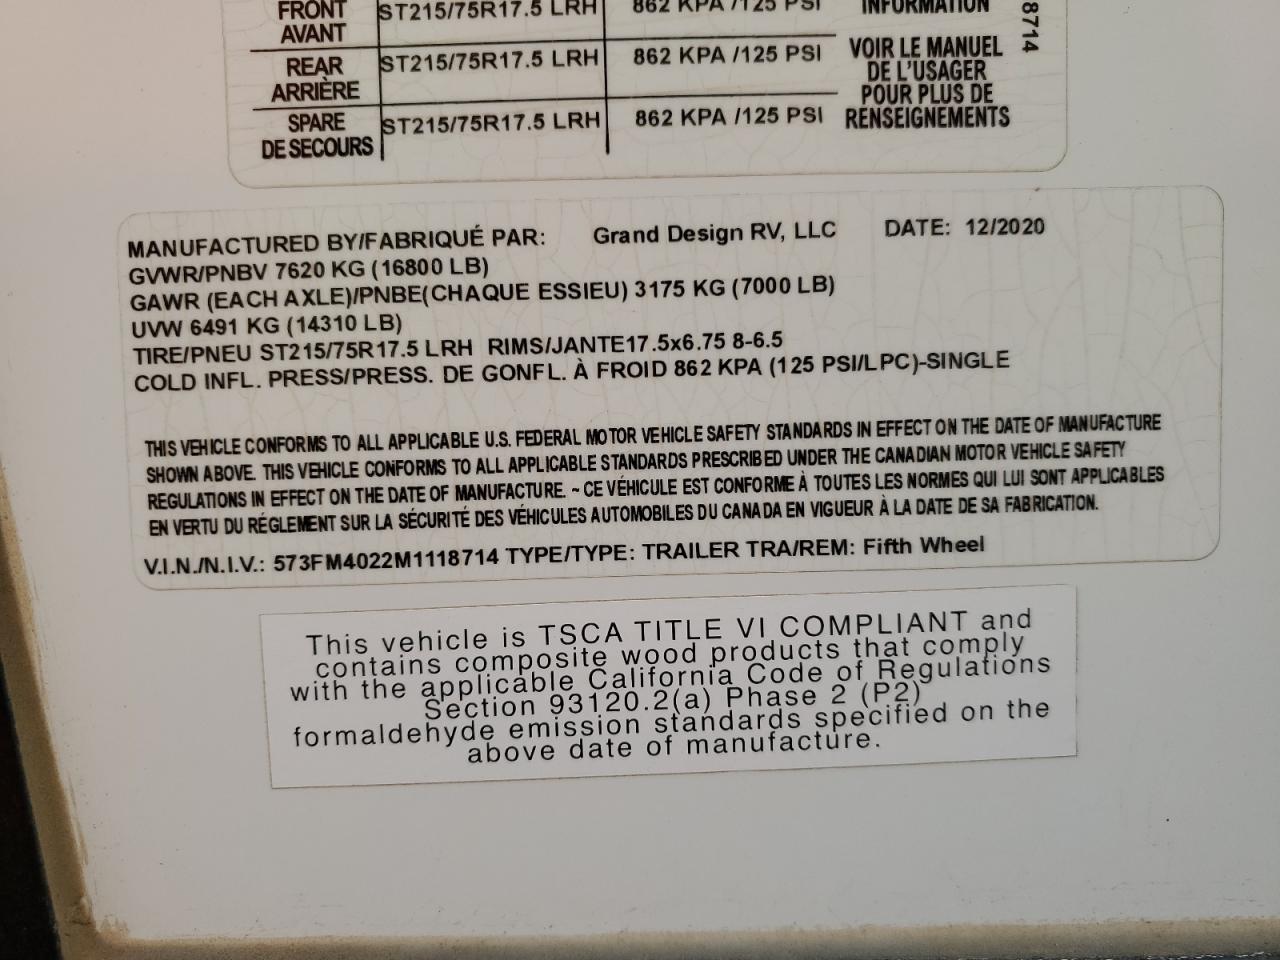 FRONT ST215/75R17.5 LRH 862 KPA /125 PSI INFORMATION
AVANT
REAR ST215/75R17.5 LRH 862 KPA /125 PSI VOIR LE MANUEL
ARRIÈRE DE L'USAGER
SPARE ST215/75R17.5 LRH 862 KPA /125 PSI POUR PLUS DE
DE SECOURS RENSEIGNEMENTS
8714
MANUFACTURED BY/FABRIQUÉ PAR: Grand Design RV, LLC DATE: 12/2020
GVWR/PNBV 7620 KG (16800 LB)
GAWR (EACH AXLE)/PNBE(CHAQUE ESSIEU) 3175 KG (7000 LB)
UVW 6491 KG (14310 LB)
TIRE/PNEU ST215/75R17.5 LRH RIMS/JANTE17.5x6.75 8-6.5
COLD INFL. PRESS/PRESS. DE GONFL. À FROID 862 KPA (125 PSI/LPC)-SINGLE
THIS VEHICLE CONFORMS TO ALL APPLICABLE U.S. FEDERAL MOTOR VEHICLE SAFETY STANDARDS IN EFFECT ON THE DATE OF MANUFACTURE
SHOWN ABOVE. THIS VEHICLE CONFORMS TO ALL APPLICABLE STANDARDS PRESCRIBED UNDER THE CANADIAN MOTOR VEHICLE SAFETY
REGULATIONS IN EFFECT ON THE DATE OF MANUFACTURE. ~ CE VÉHICULE EST CONFORME À TOUTES LES NORMES QUI LUI SONT APPLICABLES
EN VERTU DU RÉGLEMENT SUR LA SÉCURITÉ DES VÉHICULES AUTOMOBILES DU CANADA EN VIGUEUR À LA DATE DE SA FABRICATION.
V.I.N./N.I.V.: 573FM4022M1118714 TYPE/TYPE: TRAILER TRA/REM: Fifth Wheel
This vehicle is TSCA TITLE VI COMPLIANT and
contains composite wood products that comply
with the applicable California Code of Regulations
Section 93120.2(a) Phase 2 (P2)
formaldehyde emission standards specified on the
above date of manufacture.